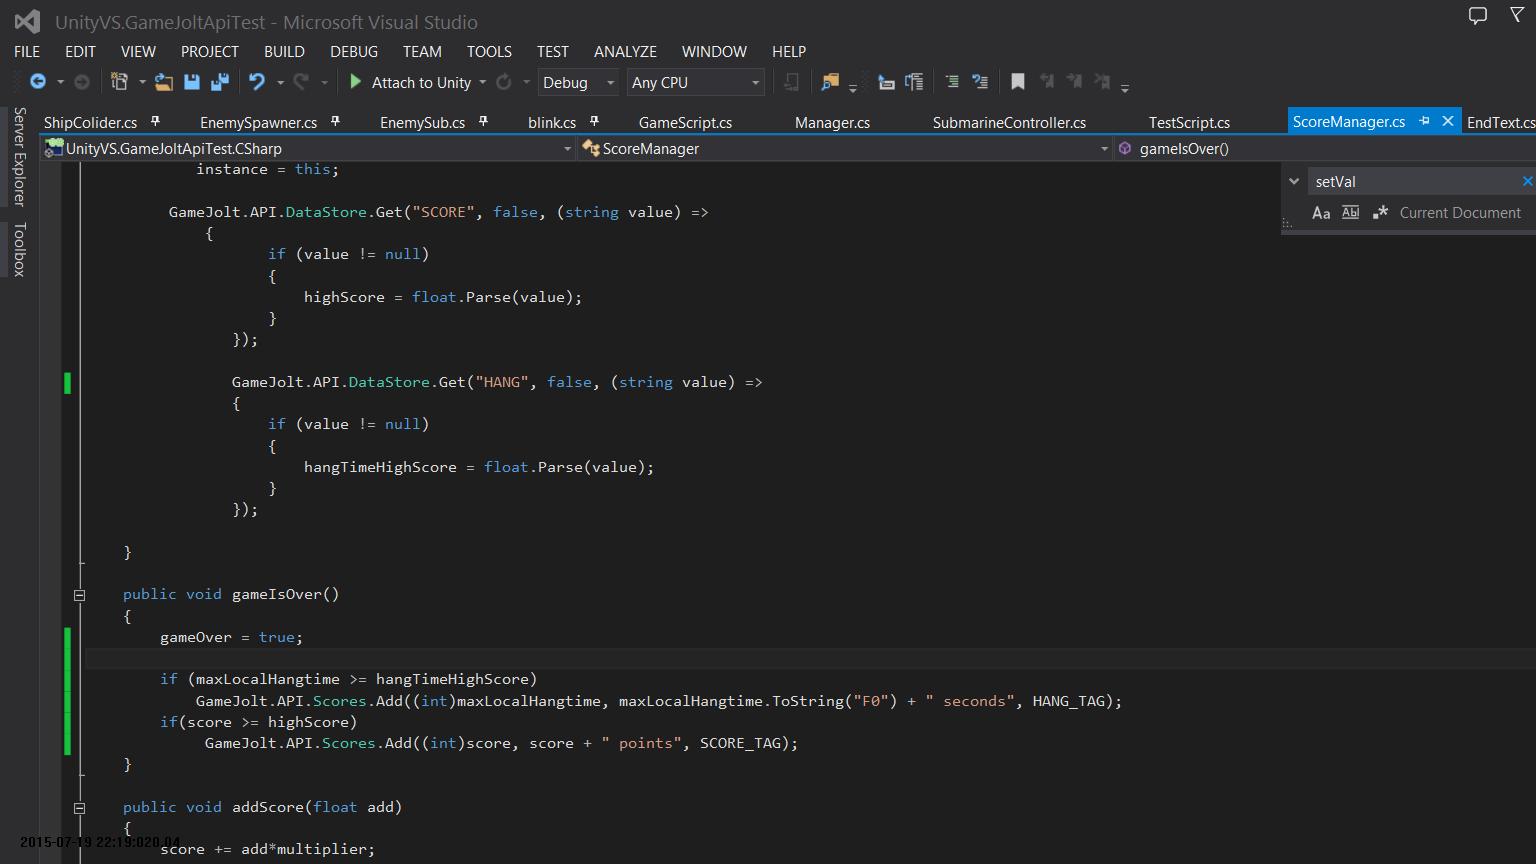 UnityVS.GameJoltApiTest - Microsoft Visual Studio
FILE EDIT VIEW PROJECT BUILD DEBUG TEAM TOOLS TEST ANALYZE WINDOW HELP
Attach to Unity Debug Any CPU
Server Explorer
Toolbox
ShipColider.cs EnemySpawner.cs EnemySub.cs blink.cs GameScript.cs Manager.cs SubmarineController.cs TestScript.cs ScoreManager.cs EndText.cs
UnityVS.GameJoltApiTest.CSharp ScoreManager gameIsOver()
setVal
Aa Abl Current Document
instance = this;
GameJolt.API.DataStore.Get("SCORE", false, (string value) =>
{
if (value != null)
{
highScore = float.Parse(value);
}
});
GameJolt.API.DataStore.Get("HANG", false, (string value) =>
{
if (value != null)
{
hangTimeHighScore = float.Parse(value);
}
});
}
public void gameIsOver()
{
gameOver = true;
if (maxLocalHangtime >= hangTimeHighScore)
GameJolt.API.Scores.Add((int)maxLocalHangtime, maxLocalHangtime.ToString("F0") + " seconds", HANG_TAG);
if(score >= highScore)
GameJolt.API.Scores.Add((int)score, score + " points", SCORE_TAG);
}
public void addScore(float add)
{
2015-07-19 22:19:020.04
score += add*multiplier;